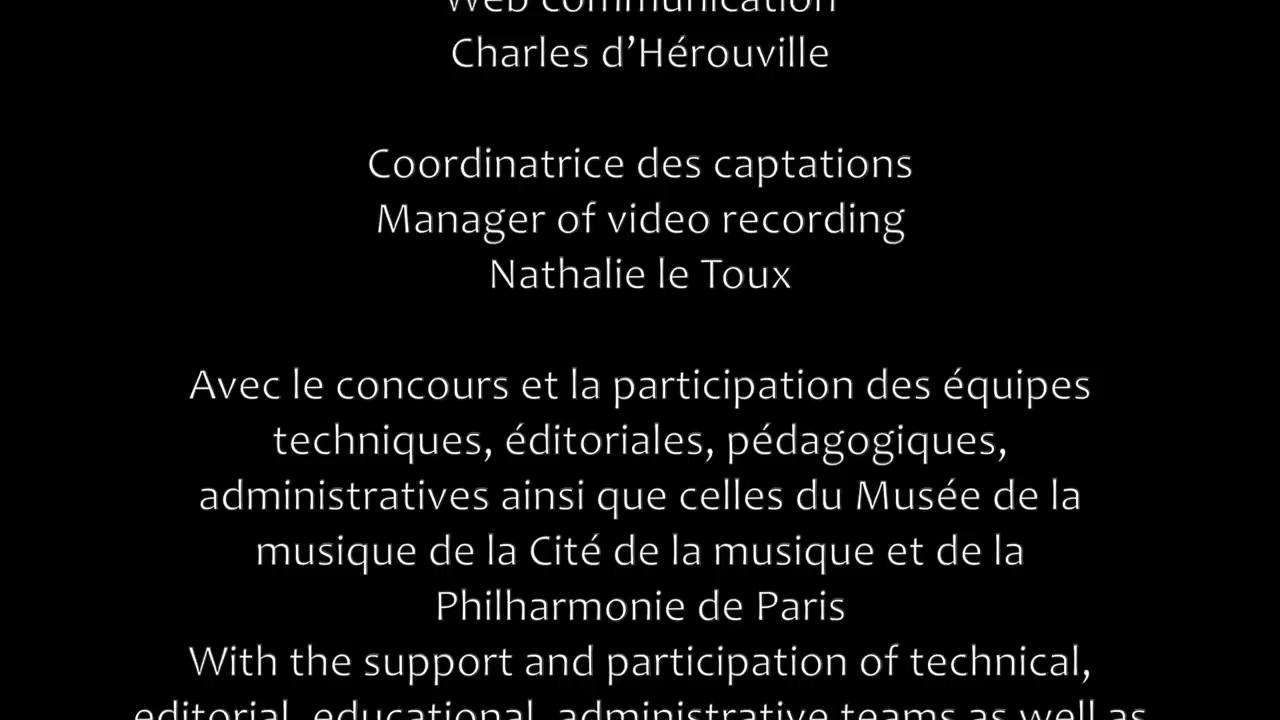 Web communication
Charles d’Hérouville
Coordinatrice des captations
Manager of video recording
Nathalie le Toux
Avec le concours et la participation des équipes
techniques, éditoriales, pédagogiques,
administratives ainsi que celles du Musée de la
musique de la Cité de la musique et de la
Philharmonie de Paris
With the support and participation of technical,
editorial, educational, administrative teams as well as